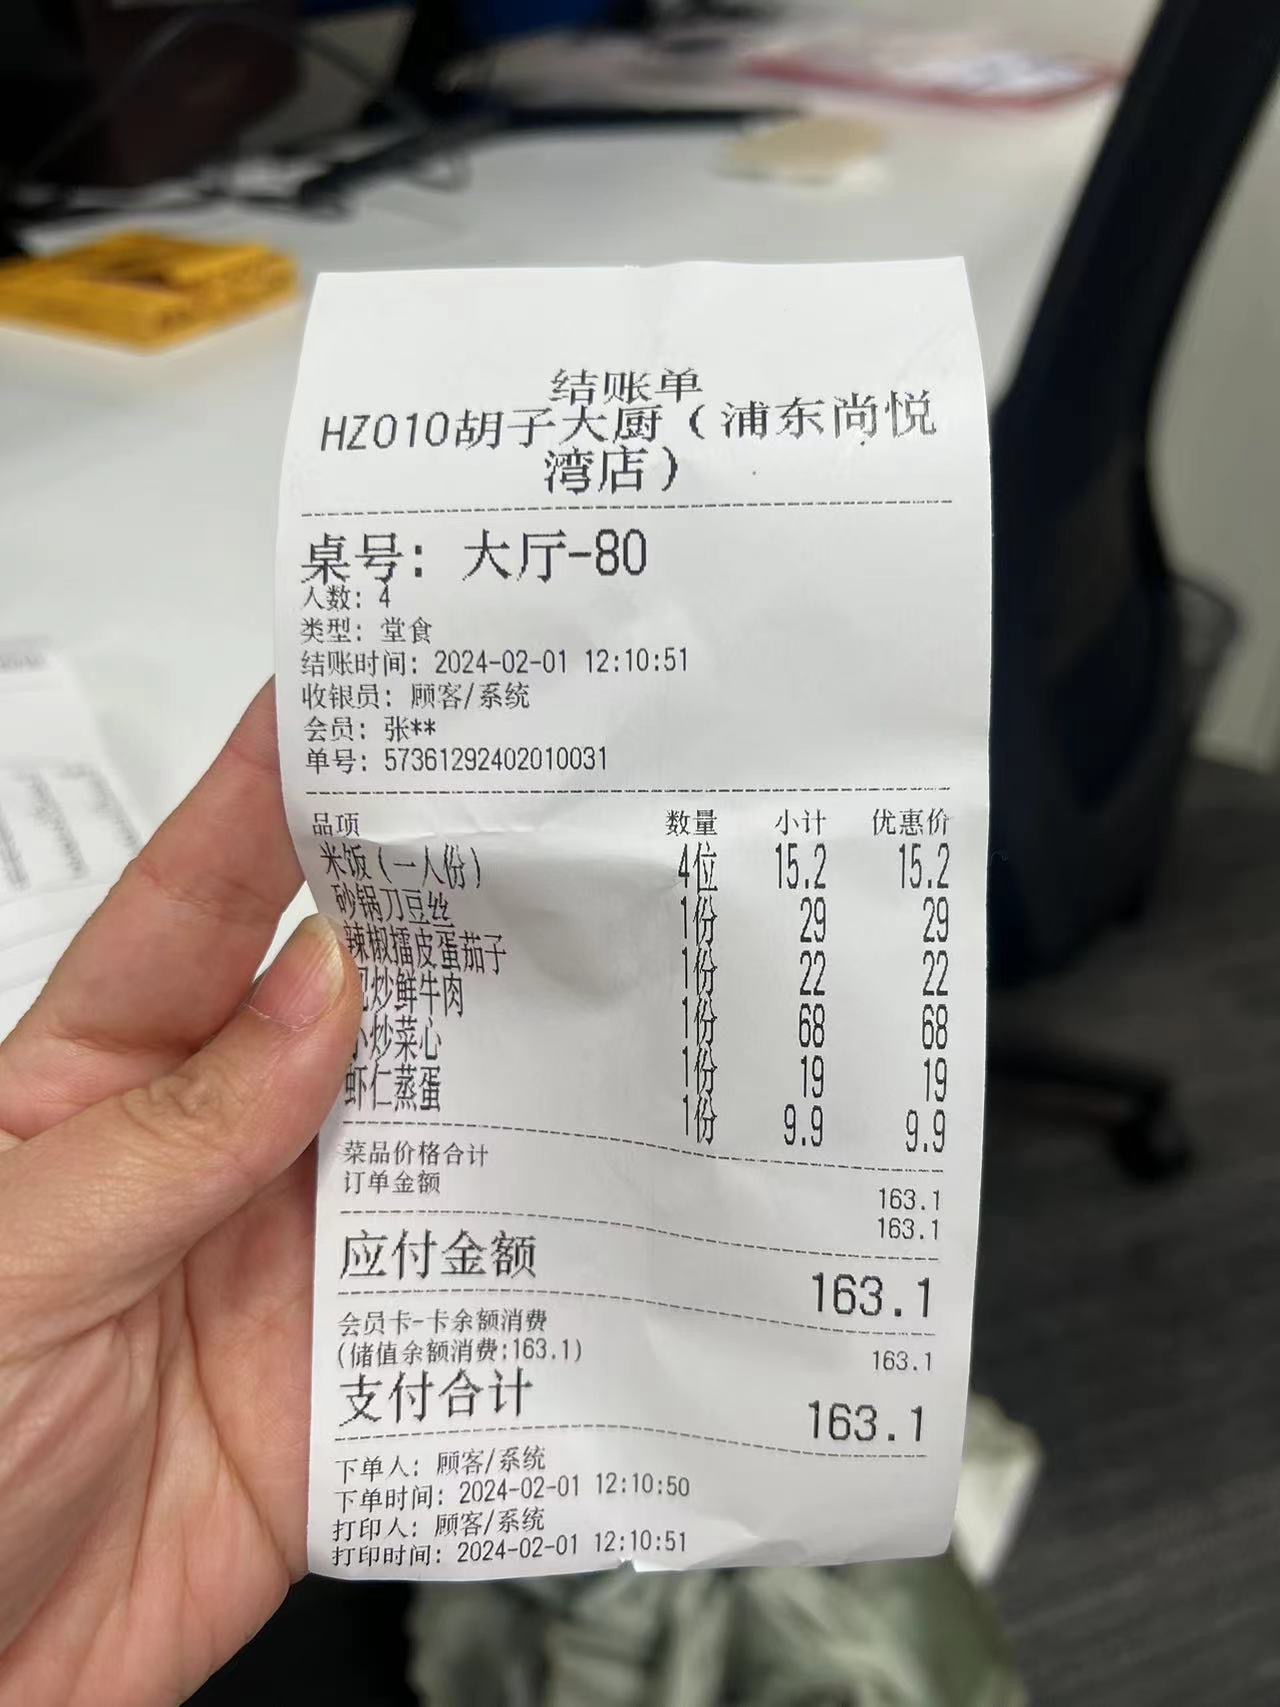 结账单
HZ010胡子大厨（浦东尚悦
湾店）
桌号：大厅-80
人数：4
类型：堂食
结账时间：2024-02-01 12:10:51
收银员：顾客/系统
会员：张**
单号：57361292402010031
品项 数量 小计 优惠价
米饭（一人份） 4位 15.2 15.2
砂锅刀豆丝 1份 29 29
辣椒擂皮蛋茄子 1份 22 22
炒鲜牛肉 1份 68 68
小炒菜心 1份 19 19
虾仁蒸蛋 1份 9.9 9.9
菜品价格合计 163.1
订单金额 163.1
应付金额 163.1
会员卡-卡余额消费
(储值余额消费:163.1) 163.1
支付合计 163.1
下单人：顾客/系统
下单时间：2024-02-01 12:10:50
打印人：顾客/系统
打印时间：2024-02-01 12:10:51